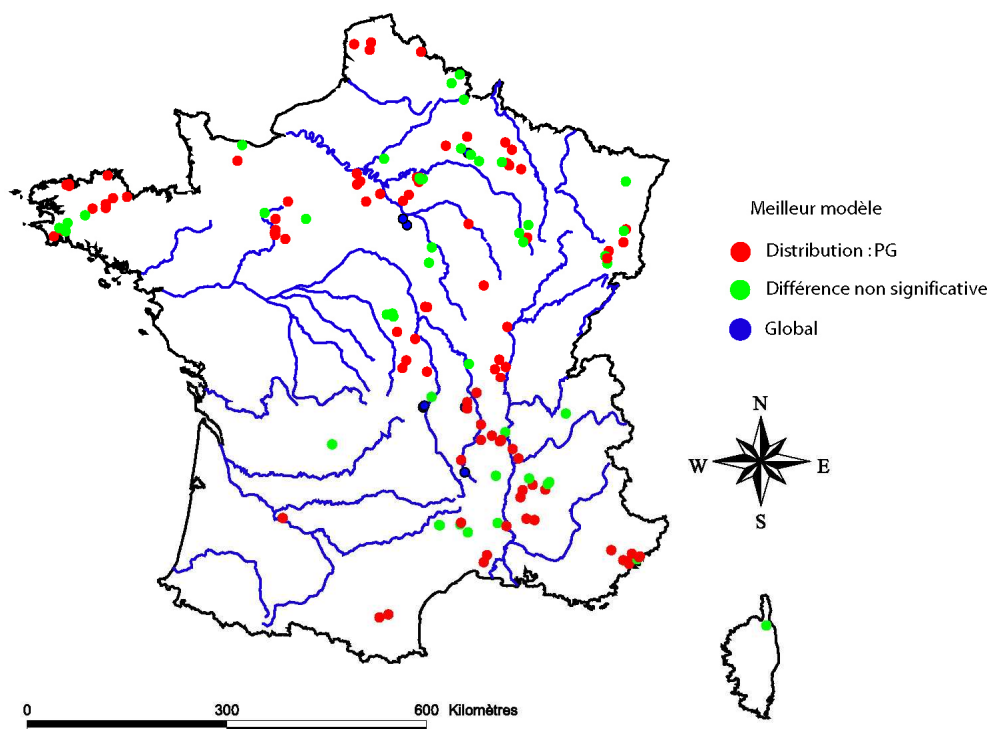 Meilleur modèle
Distribution : PG
Différence non significative
Global
N
W E
S
0 300 600 Kilomètres